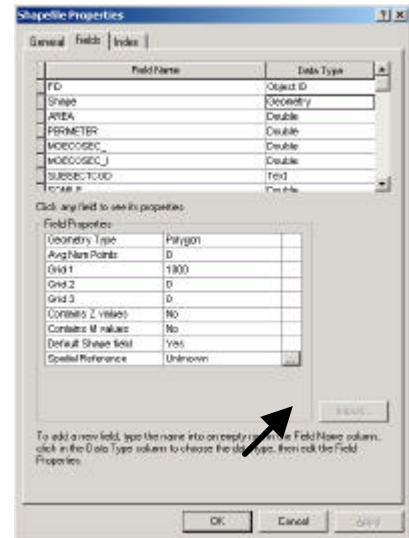 Shapefile Properties
General Fields Index
Field Name Data Type
FID Object ID
Shape Geometry
AREA Double
PERIMETER Double
MOECOSEC_ Double
MOECOSEC_I Double
SUBSECTCOD Text
Double
Click any field to see its properties.
Field Properties
Geometry Type Polygon
Avg Num Points 0
Grid 1 1000
Grid 2 0
Grid 3 0
Contains Z values No
Contains M values No
Default Shape field Yes
Spatial Reference Unknown ...
Import...
To add a new field, type the name into an empty row in the Field Name column,
click in the Data Type column to choose the data type, then edit the Field
Properties.
OK Cancel Apply